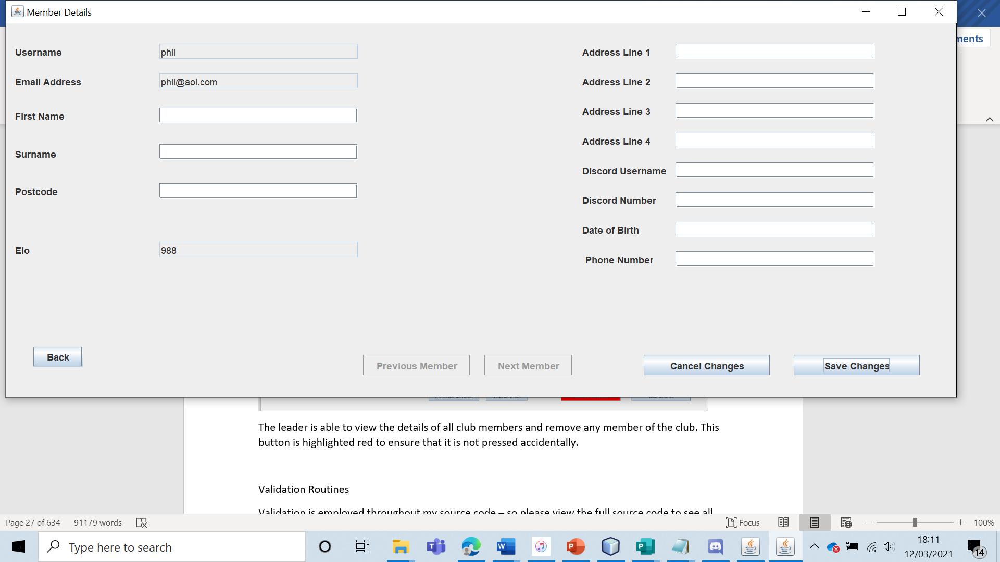 Member Details
ments
Username
phil
Email Address
phil@aol.com
First Name
Surname
Postcode
Elo
988
Address Line 1
Address Line 2
Address Line 3
Address Line 4
Discord Username
Discord Number
Date of Birth
Phone Number
Back
Previous Member
Next Member
Cancel Changes
Save Changes
The leader is able to view the details of all club members and remove any member of the club. This
button is highlighted red to ensure that it is not pressed accidentally.
Validation Routines
Validation is employed throughout my source code – so please view the full source code to see all
Page 27 of 634
91179 words
Focus
100%
Type here to search
18:11
12/03/2021
14